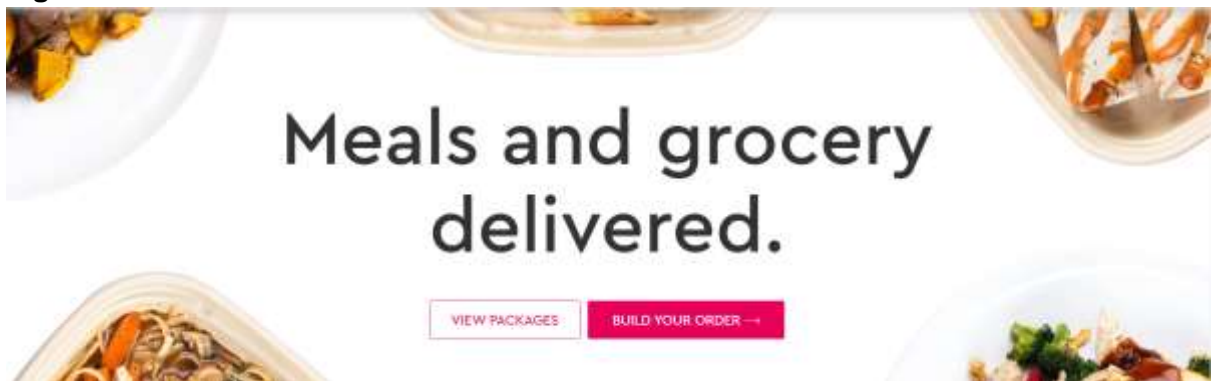 Meals and grocery
delivered.
VIEW PACKAGES
BUILD YOUR ORDER →